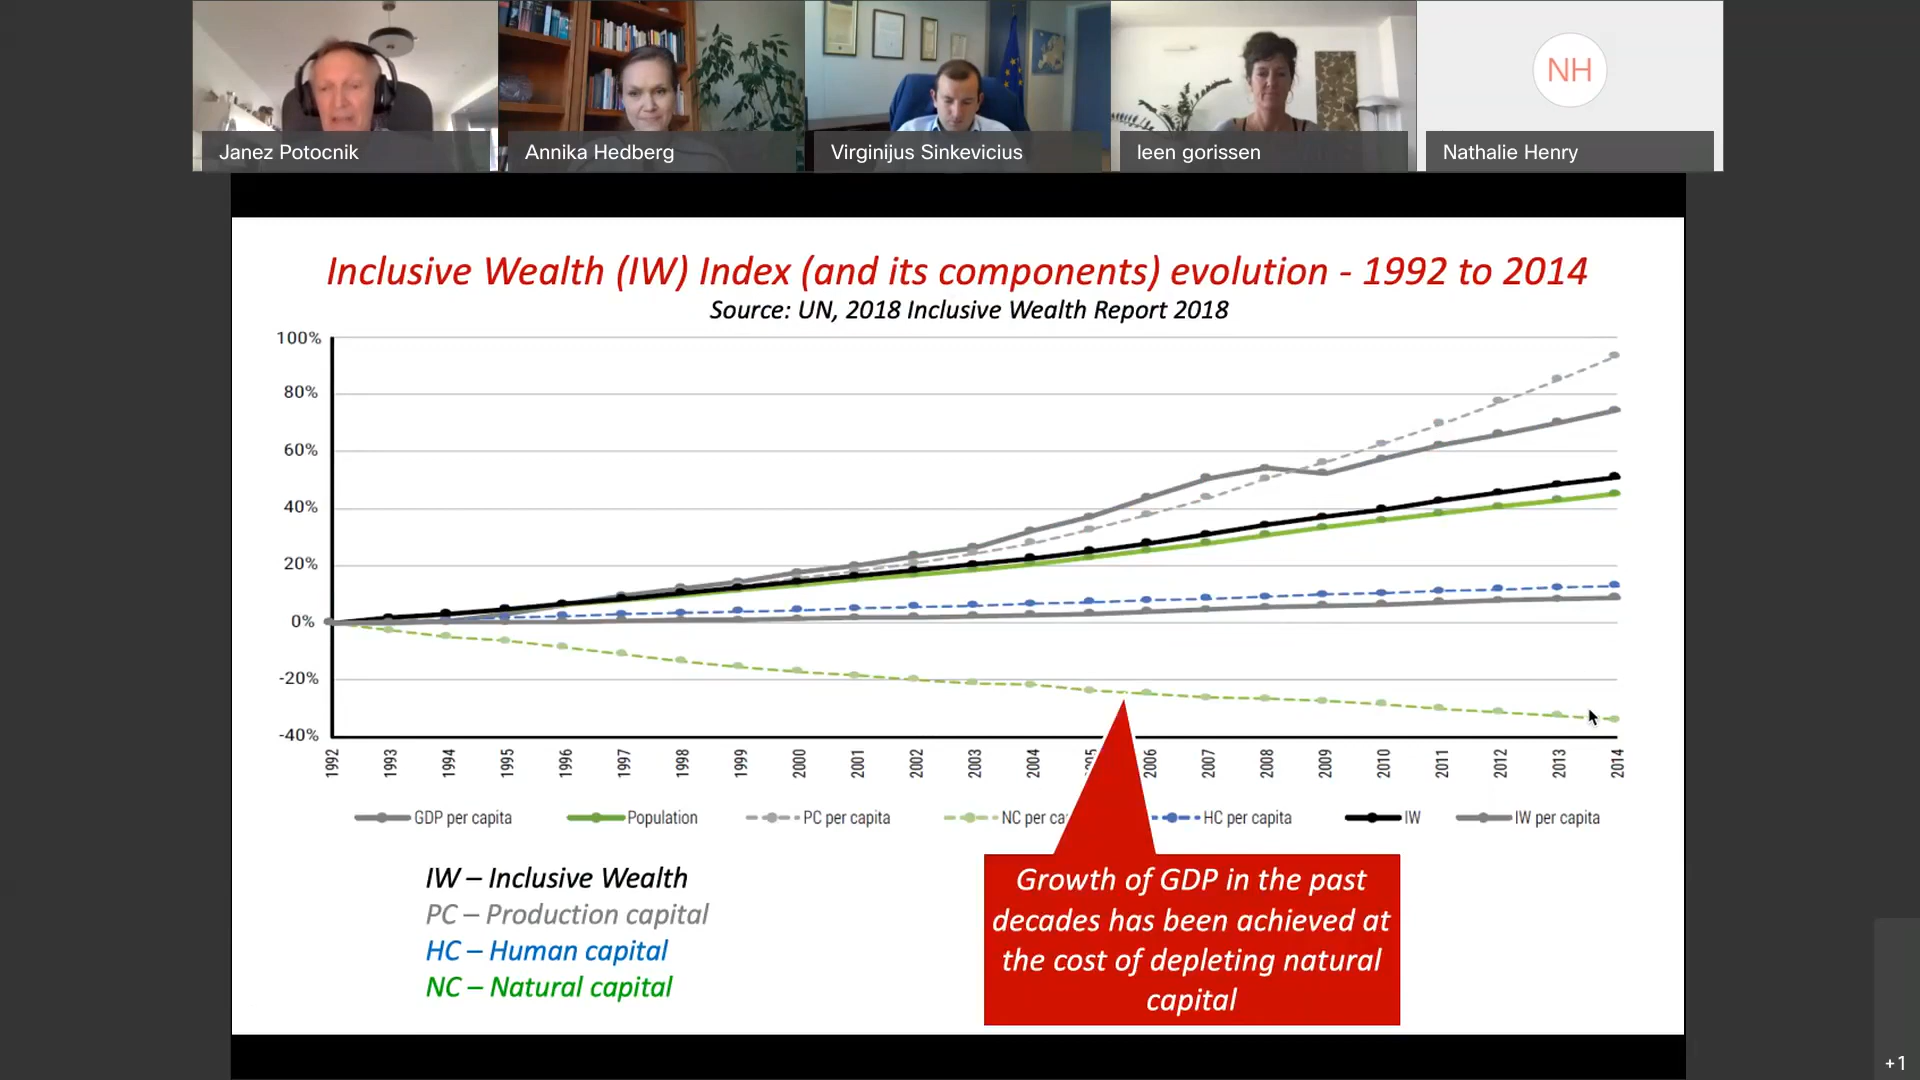 NH
Janez Potocnik
Annika Hedberg
Virginijus Sinkevicius
leen gorissen
Nathalie Henry
Inclusive Wealth (IW) Index (and its components) evolution - 1992 to 2014
Source: UN, 2018 Inclusive Wealth Report 2018
100%
80%
60%
40%
20%
0%
-20%
-40%
1992 1993 1994 1995 1996 1997 1998 1999 2000 2001 2002 2003 2004 2006 2007 2008 2009 2010 2011 2012 2013 2014
GDP per capita Population PC per capita NC per ca HC per capita IW IW per capita
IW – Inclusive Wealth
PC – Production capital
HC – Human capital
NC – Natural capital
Growth of GDP in the past
decades has been achieved at
the cost of depleting natural
capital
+1